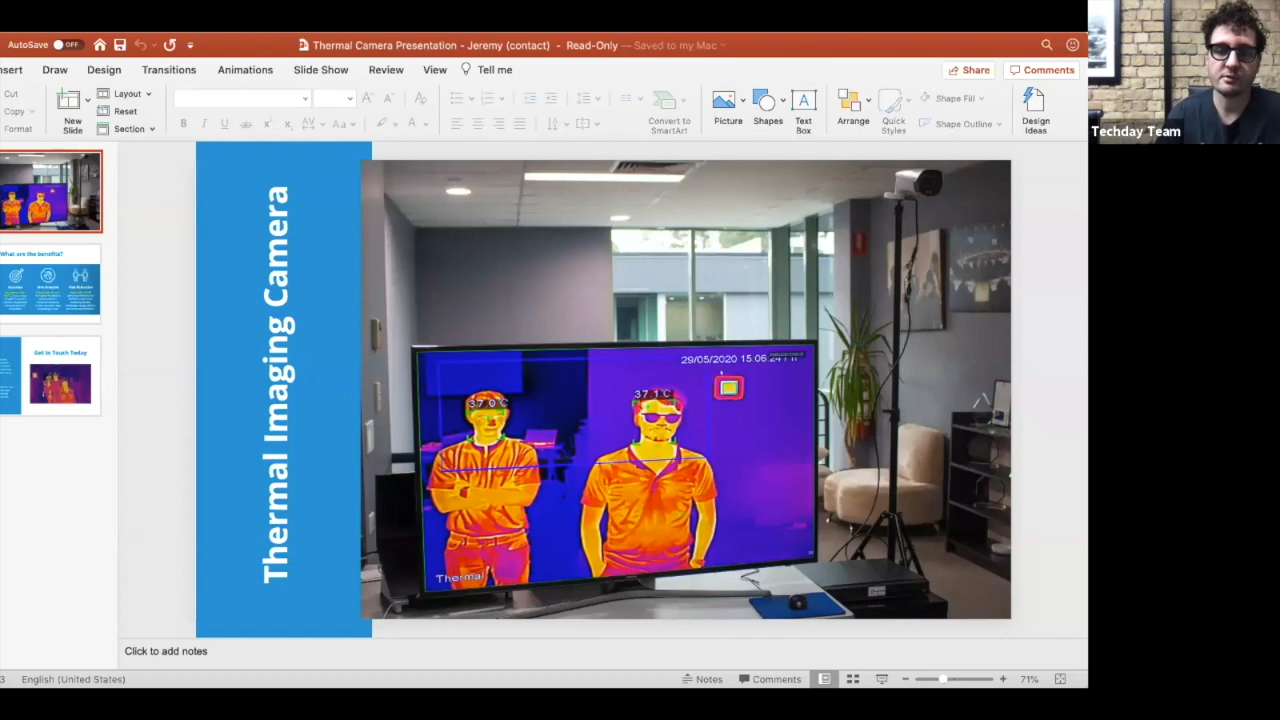 AutoSave OFF
Thermal Camera Presentation - Jeremy (contact) - Read-Only — Saved to my Mac
nsert Draw Design Transitions Animations Slide Show Review View Tell me
Share Comments
Cut
Copy
Format
New Slide
Layout
Reset
Section
Convert to SmartArt
Picture
Shapes
Text Box
Arrange
Quick Styles
Shape Fill
Shape Outline
Design Ideas
Techday Team
What are the benefits?
Get In Touch Today
Thermal Imaging Camera
29/05/2020 15:06:24
37.0°C
37.1°C
Thermal
Click to add notes
3 English (United States)
Notes Comments 71%